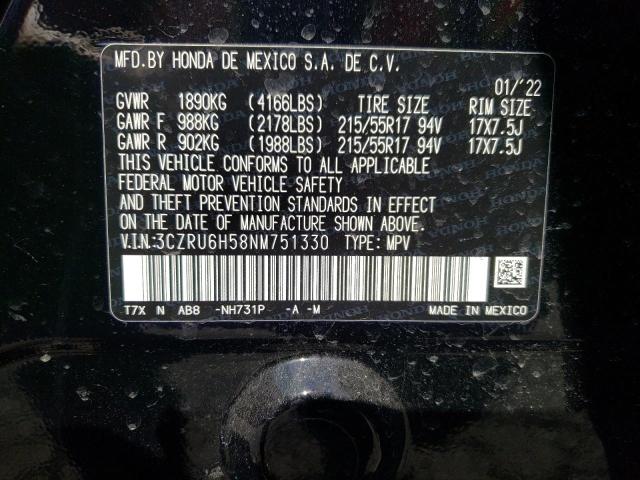 MFD.BY HONDA DE MEXICO S.A. DE C.V.
01/'22
GVWR 1890KG (4166LBS) TIRE SIZE RIM SIZE
GAWR F 988KG (2178LBS) 215/55R17 94V 17X7.5J
GAWR R 902KG (1988LBS) 215/55R17 94V 17X7.5J
THIS VEHICLE CONFORMS TO ALL APPLICABLE
FEDERAL MOTOR VEHICLE SAFETY
AND THEFT PREVENTION STANDARDS IN EFFECT
ON THE DATE OF MANUFACTURE SHOWN ABOVE.
V.I.N:3CZRU6H58NM751330 TYPE: MPV
T7X N AB8 -NH731P -A -M MADE IN MEXICO